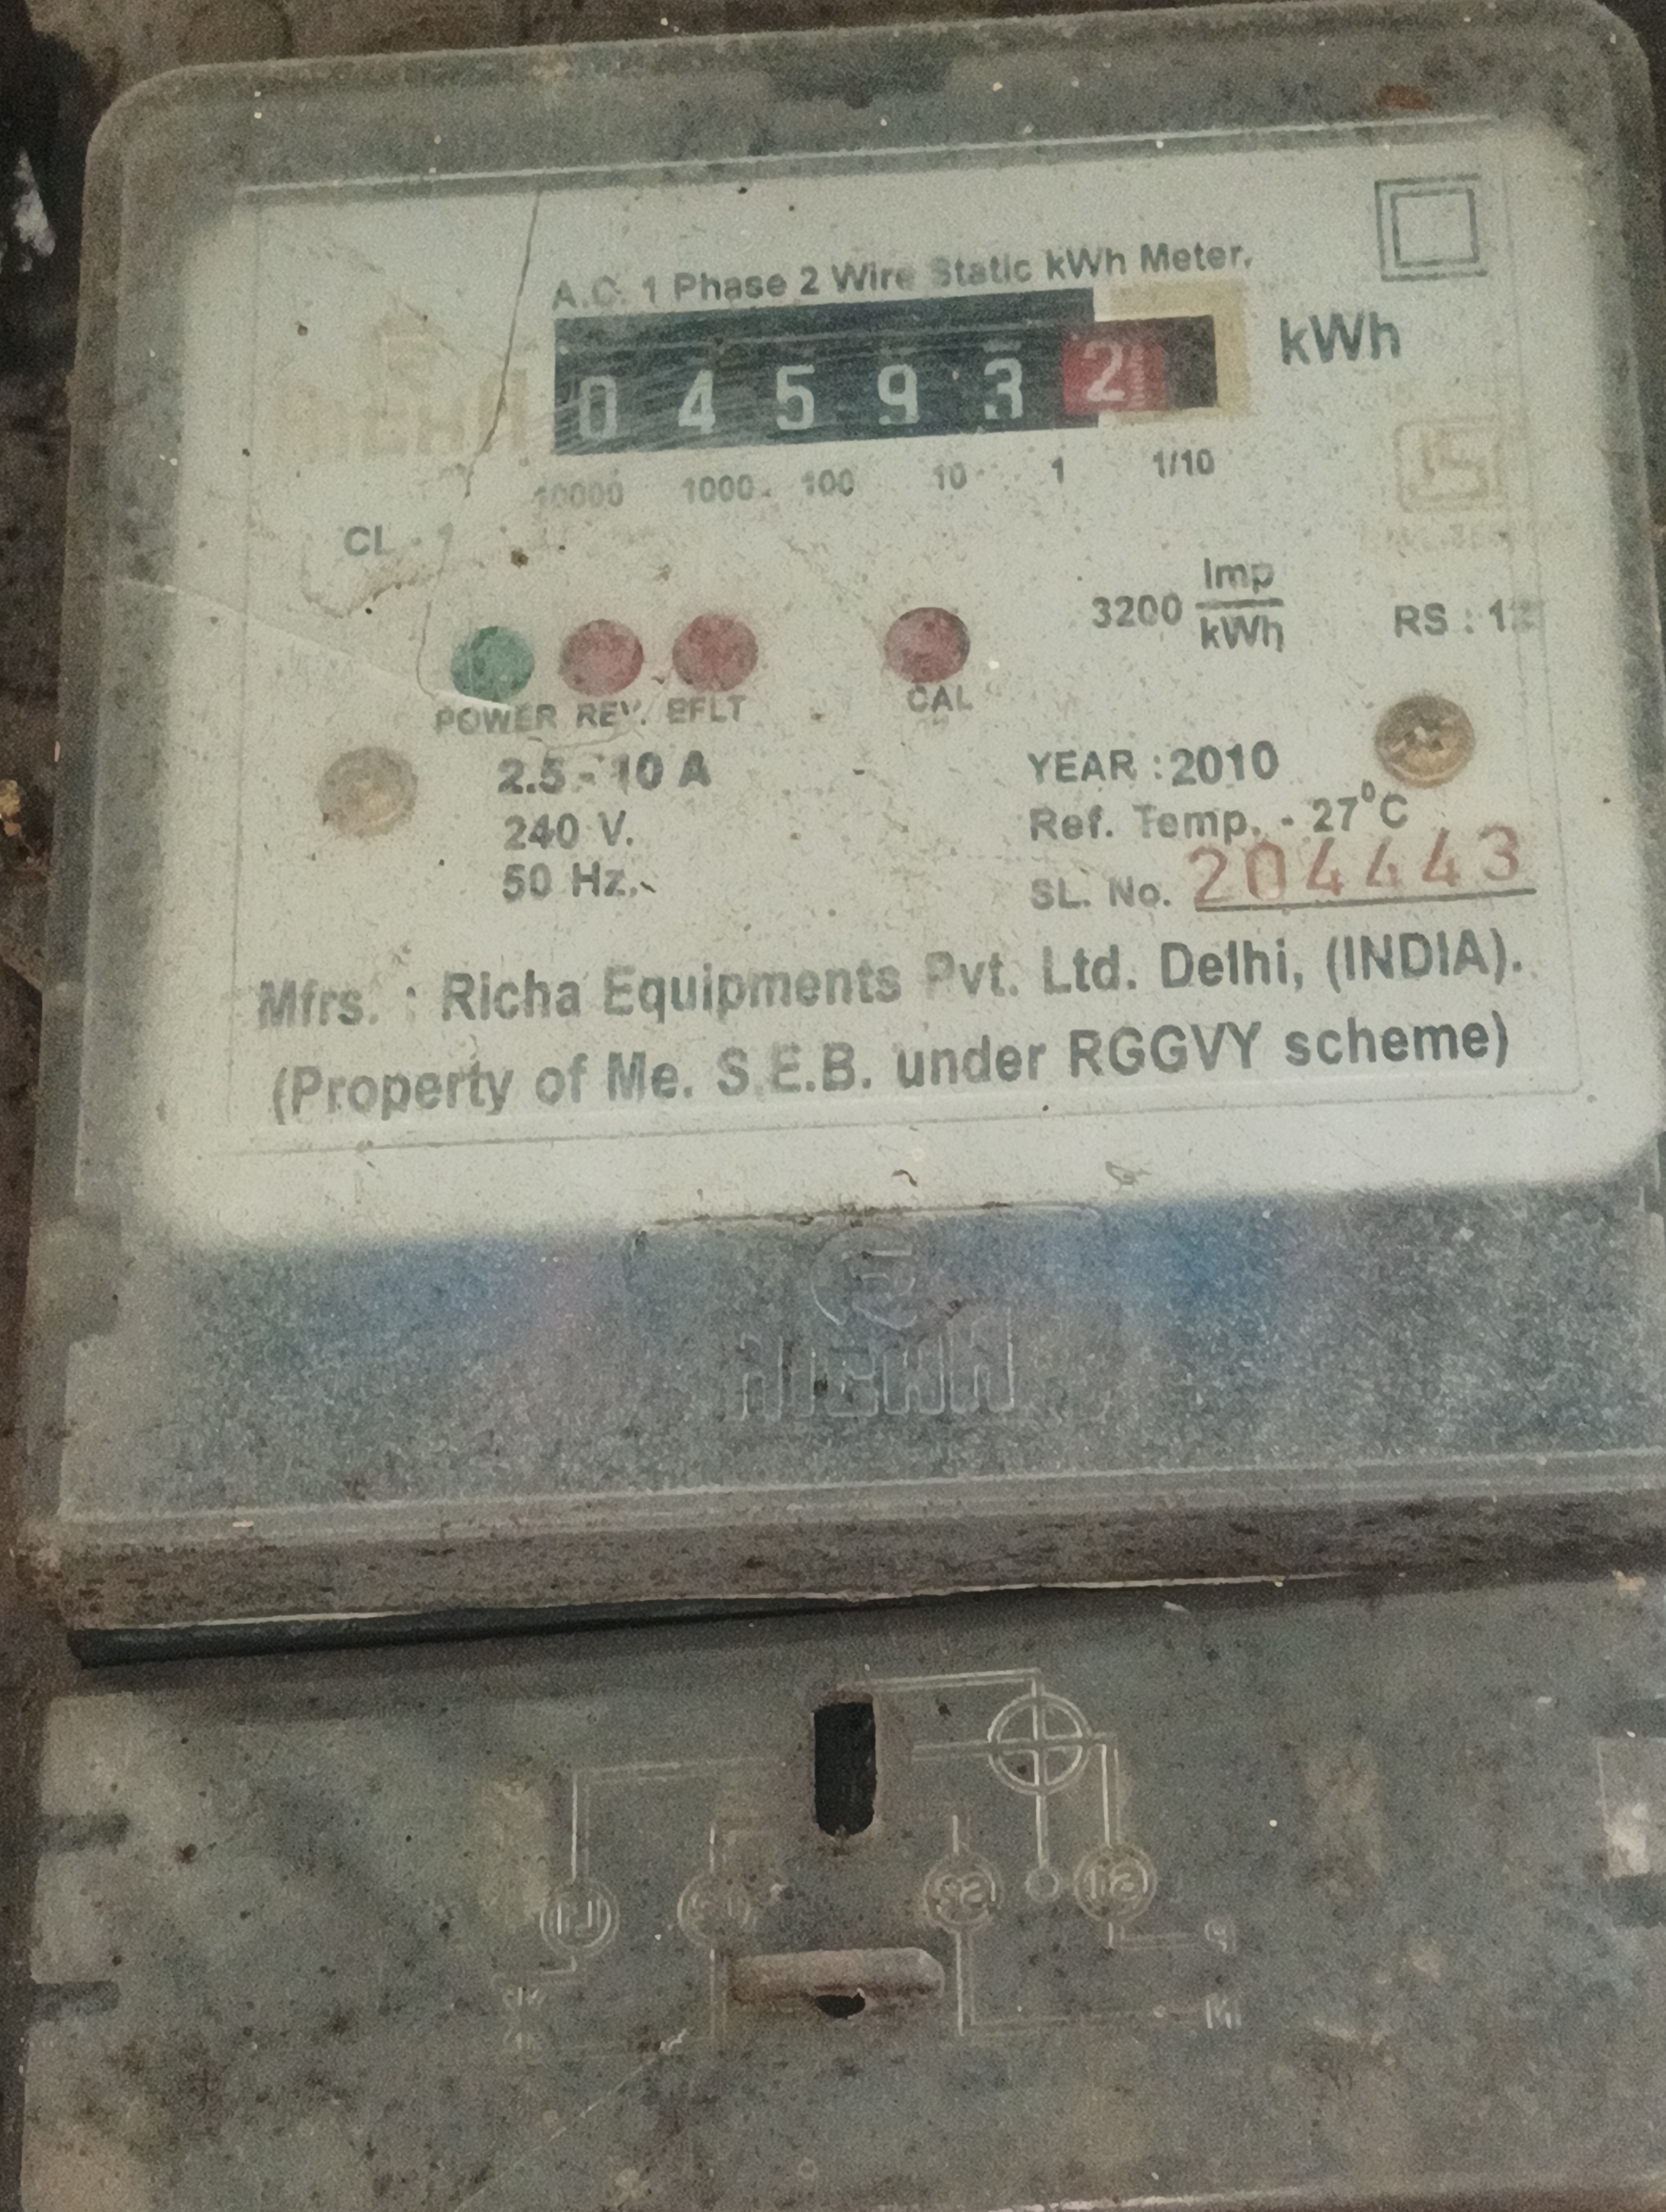 A.C. 1 Phase 2 Wire Static kWh Meter.
0 4 5 9 3 2 kWh
10000 1000 100 10 1 1/10
CL - 1
3200 Imp
kWh
RS :
POWER REV. EFLT CAL
2.5 - 10 A
YEAR : 2010
240 V.
Ref. Temp. - 27°C
50 Hz.
SL. No. 204443
Mfrs. : Richa Equipments Pvt. Ltd. Delhi, (INDIA).
(Property of Me. S.E.B. under RGGVY scheme)